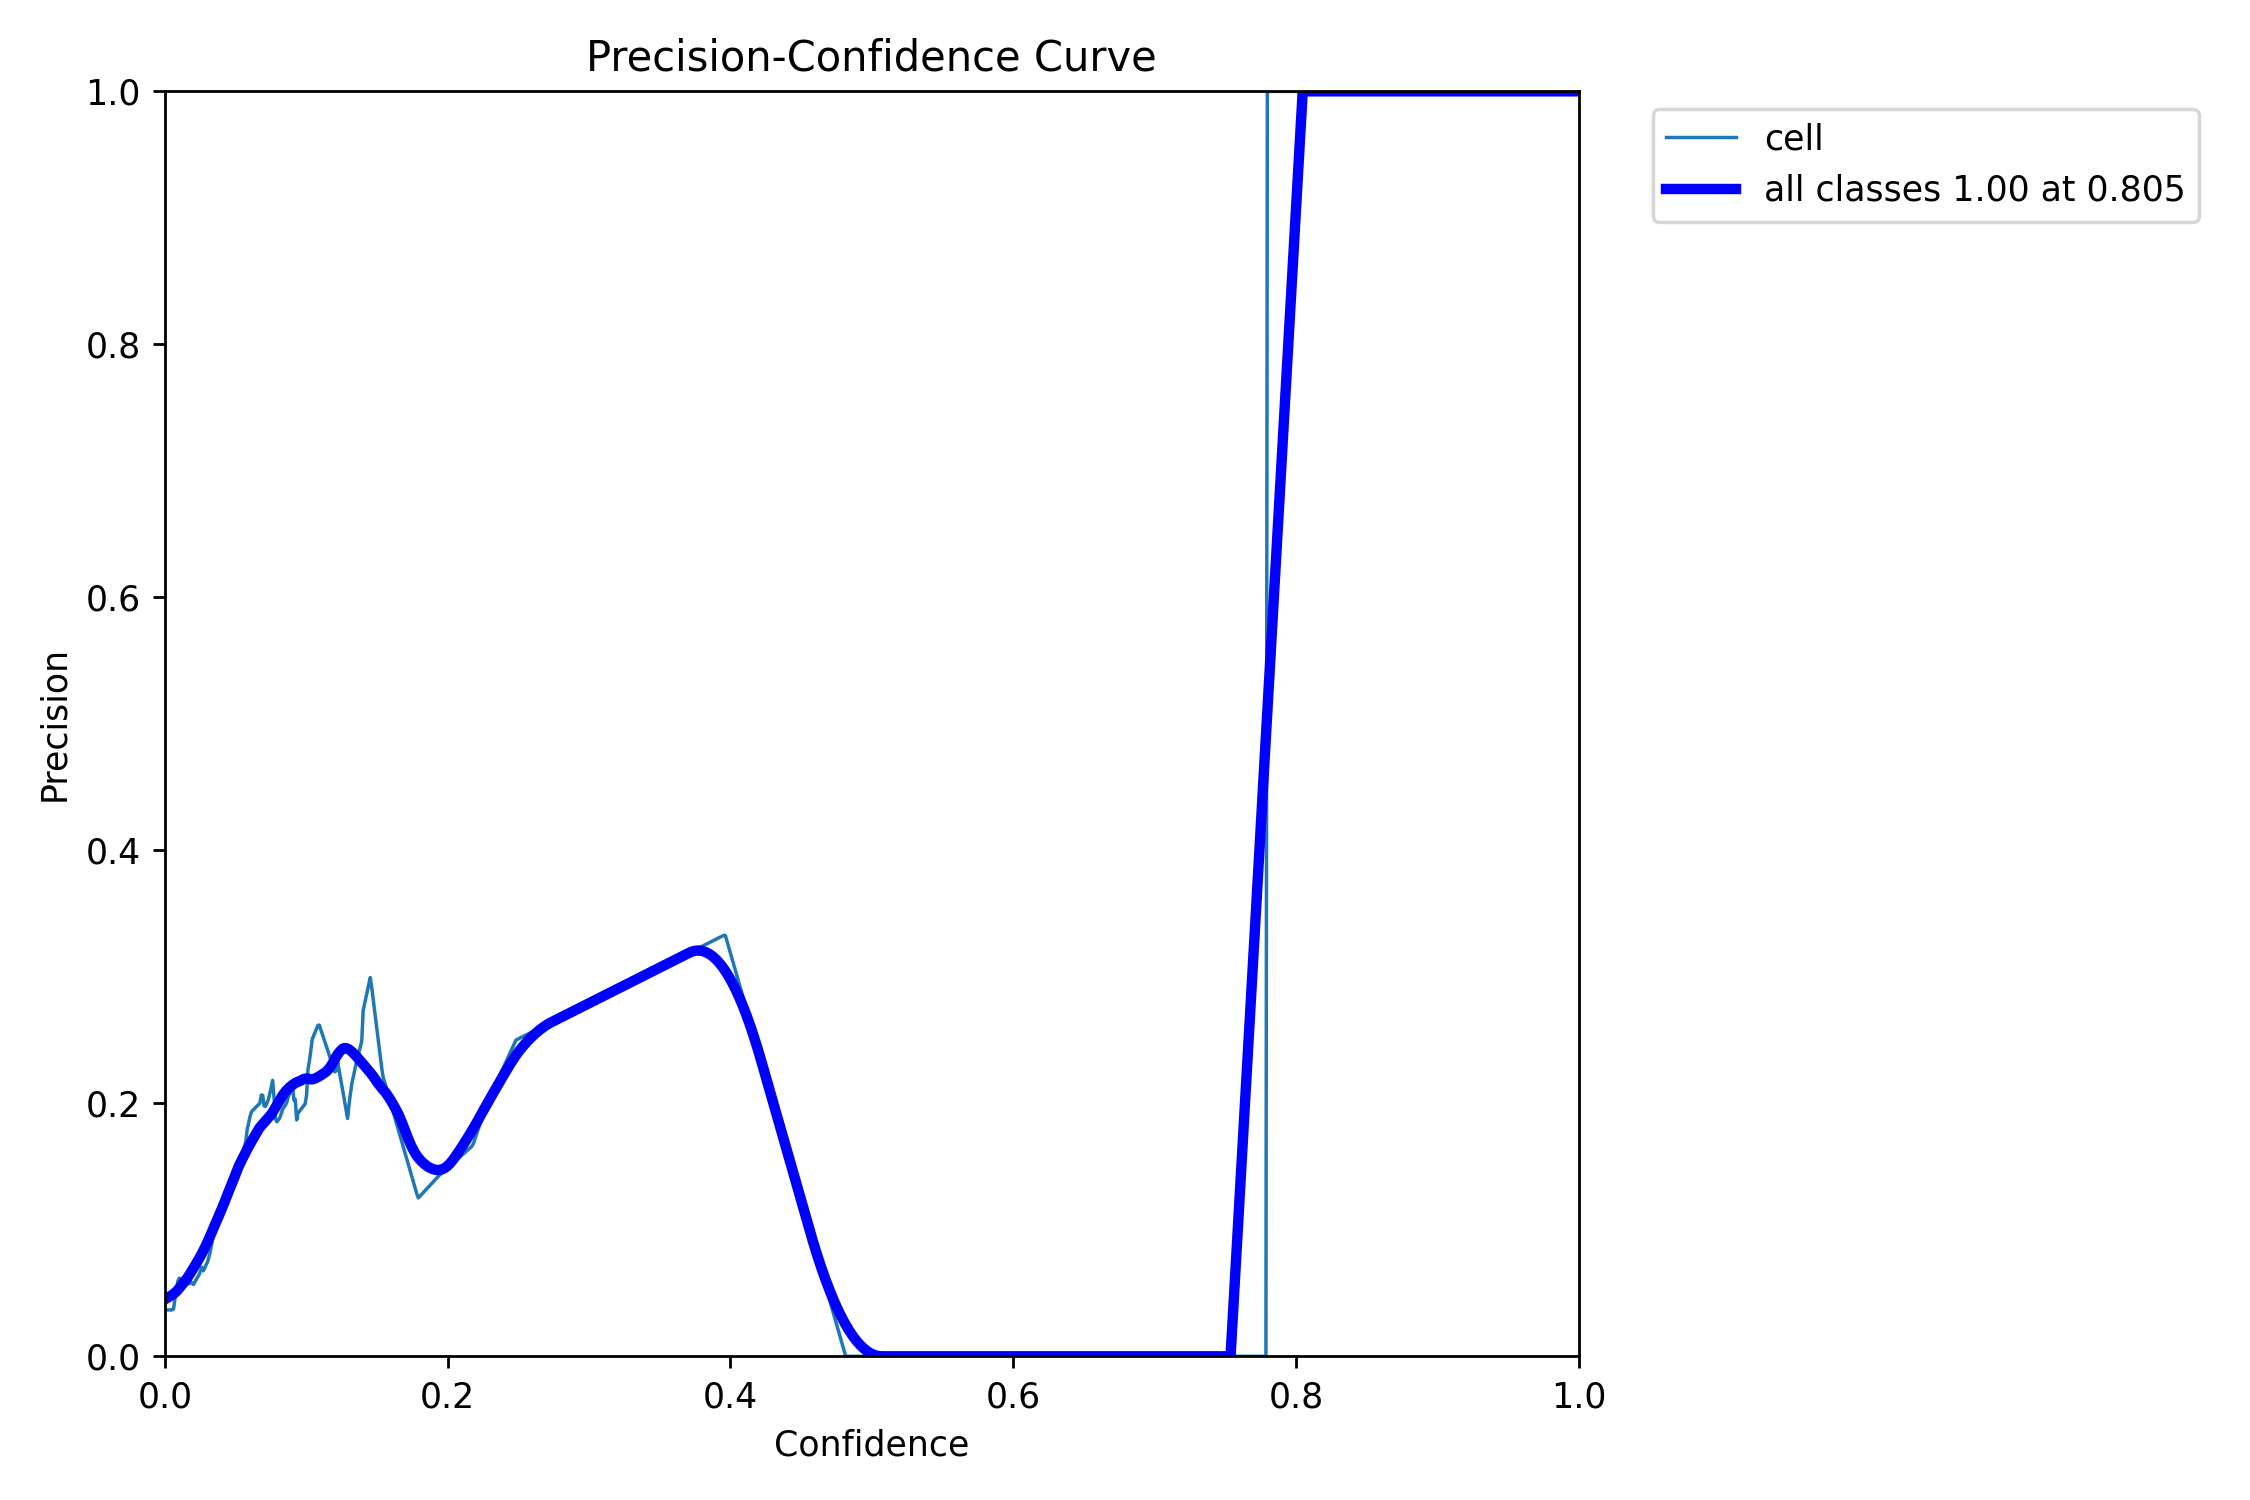 Precision-Confidence Curve
1.0
0.8
0.6
0.4
0.2
0.0
Precision
0.0 0.2 0.4 0.6 0.8 1.0
Confidence
cell
all classes 1.00 at 0.805